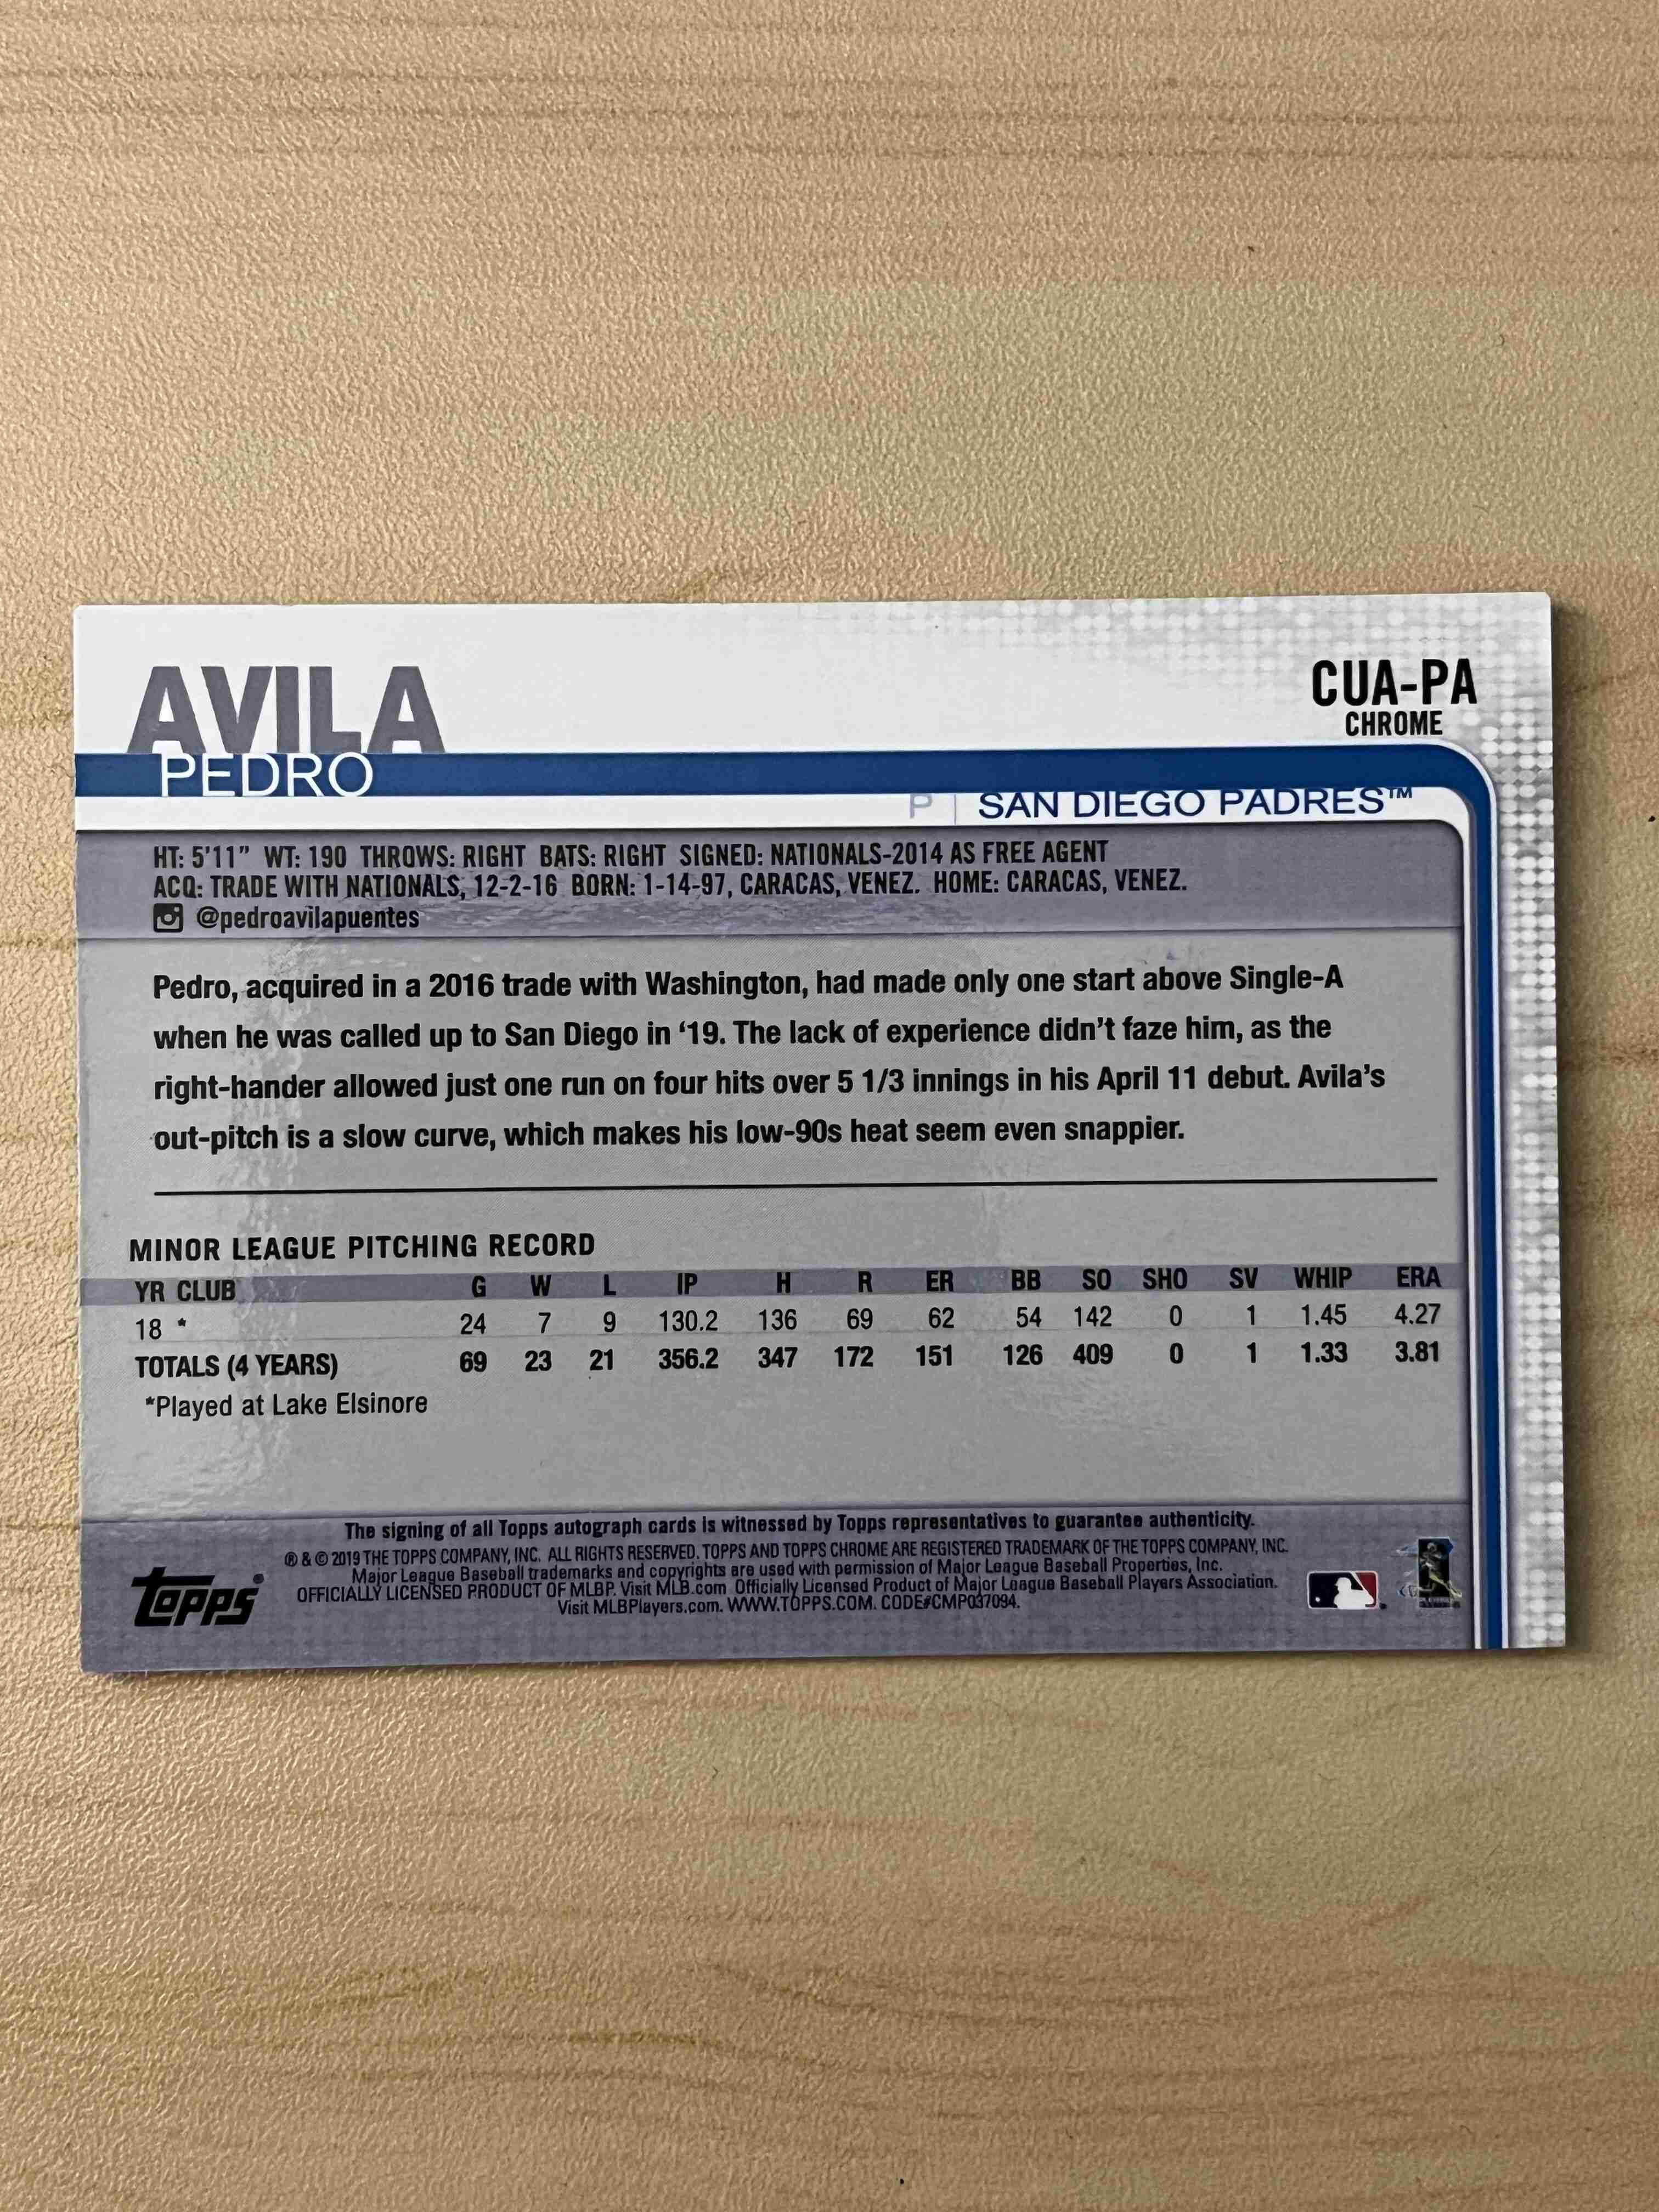 AVILA
CUA-PA
CHROME
PEDRO
P | SAN DIEGO PADRES™
HT: 5'11" WT: 190 THROWS: RIGHT BATS: RIGHT SIGNED: NATIONALS-2014 AS FREE AGENT
ACQ: TRADE WITH NATIONALS, 12-2-16 BORN: 1-14-97, CARACAS, VENEZ. HOME: CARACAS, VENEZ.
@pedroavilapuentes
Pedro, acquired in a 2016 trade with Washington, had made only one start above Single-A
when he was called up to San Diego in ‘19. The lack of experience didn’t faze him, as the
right-hander allowed just one run on four hits over 5 1/3 innings in his April 11 debut. Avila’s
out-pitch is a slow curve, which makes his low-90s heat seem even snappier.
MINOR LEAGUE PITCHING RECORD
YR CLUB G W L IP H R ER BB SO SHO SV WHIP ERA
18 * 24 7 9 130.2 136 69 62 54 142 0 1 1.45 4.27
TOTALS (4 YEARS) 69 23 21 356.2 347 172 151 126 409 0 1 1.33 3.81
*Played at Lake Elsinore
The signing of all Topps autograph cards is witnessed by Topps representatives to guarantee authenticity.
® & © 2019 THE TOPPS COMPANY, INC. ALL RIGHTS RESERVED. TOPPS AND TOPPS CHROME ARE REGISTERED TRADEMARK OF THE TOPPS COMPANY, INC.
Major League Baseball trademarks and copyrights are used with permission of Major League Baseball Properties, Inc.
OFFICIALLY LICENSED PRODUCT OF MLBP. Visit MLB.com Officially Licensed Product of Major League Baseball Players Association.
Visit MLBPlayers.com. WWW.TOPPS.COM. CODE#CMP037094.
TOPPS®